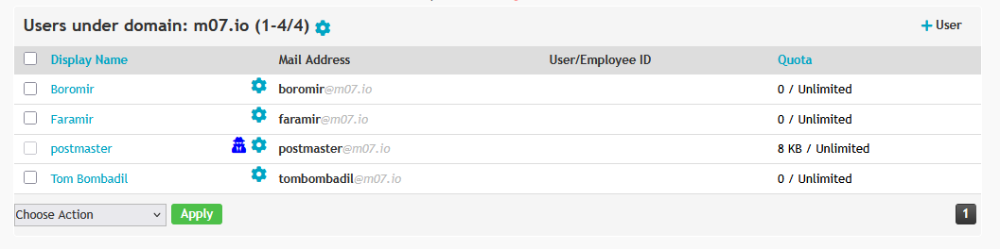 Users under domain: m07.io (1-4/4)
+ User
Display Name Mail Address User/Employee ID Quota
Boromir boromir@m07.io 0 / Unlimited
Faramir faramir@m07.io 0 / Unlimited
postmaster postmaster@m07.io 8 KB / Unlimited
Tom Bombadil tombombadil@m07.io 0 / Unlimited
Choose Action Apply 1